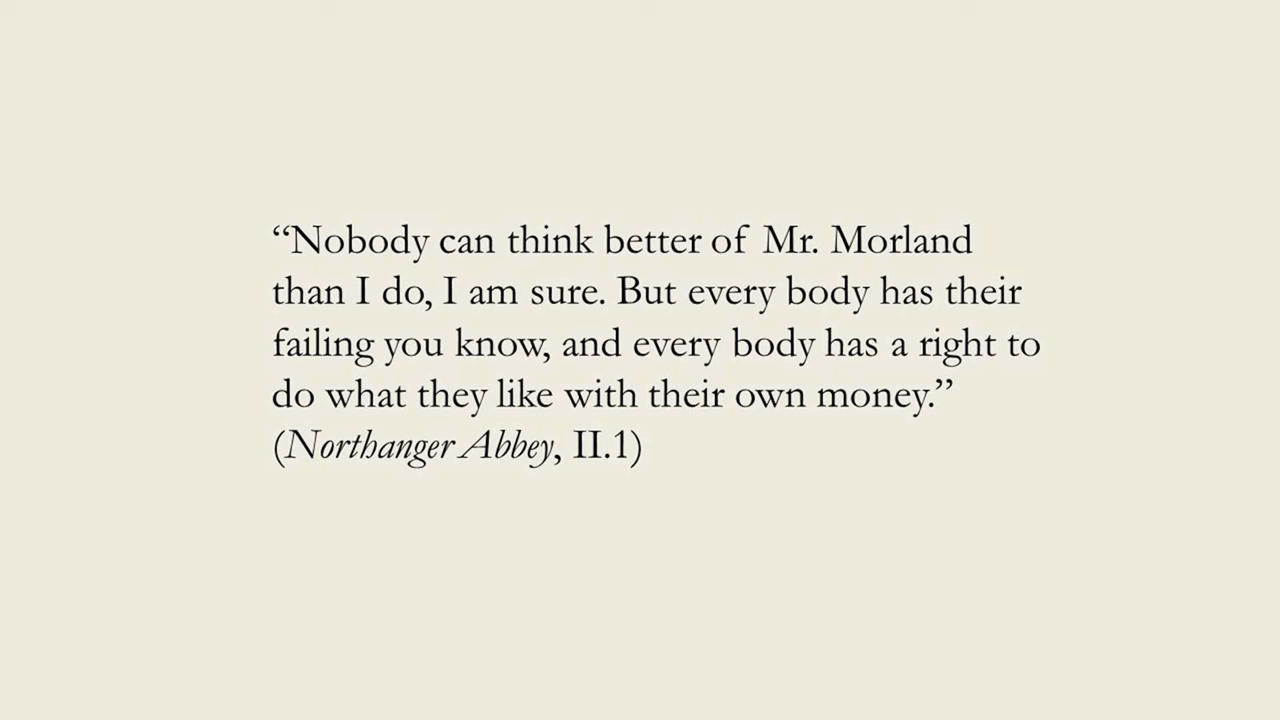 “Nobody can think better of Mr. Morland
than I do, I am sure. But every body has their
failing you know, and every body has a right to
do what they like with their own money.”
(Northanger Abbey, II.1)